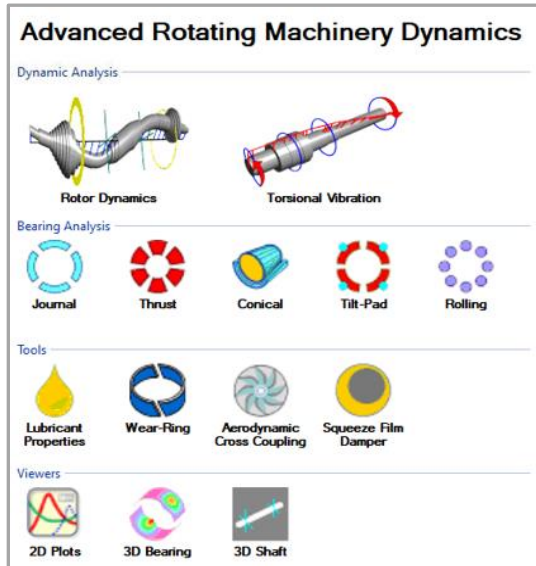 Advanced Rotating Machinery Dynamics
Dynamic Analysis
Rotor Dynamics
Torsional Vibration
Bearing Analysis
Journal
Thrust
Conical
Tilt-Pad
Rolling
Tools
Lubricant
Properties
Wear-Ring
Aerodynamic
Cross Coupling
Squeeze Film
Damper
Viewers
2D Plots
3D Bearing
3D Shaft